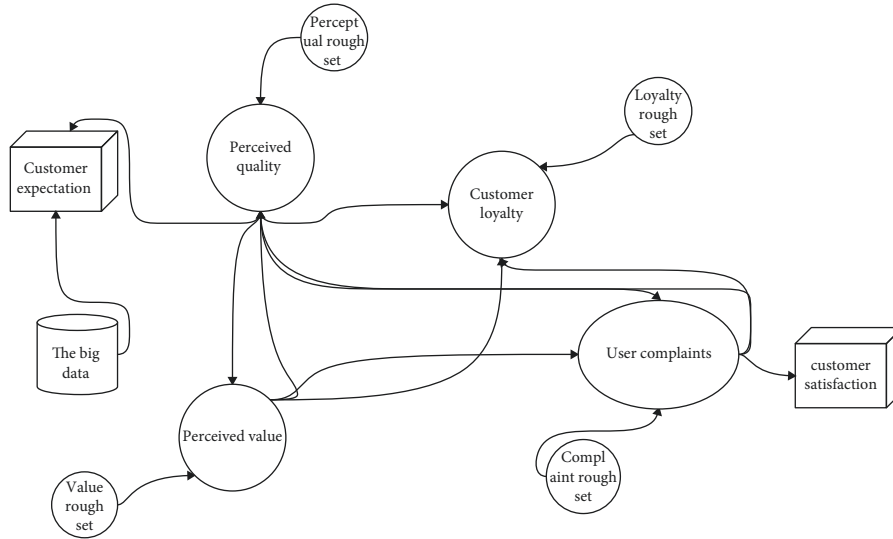 Percept
ual rough
set
Loyalty
rough
set
Perceived
quality
Customer
expectation
Customer
loyalty
The big
data
User complaints
customer
satisfaction
Perceived value
Compl
aint rough
set
Value
rough
set